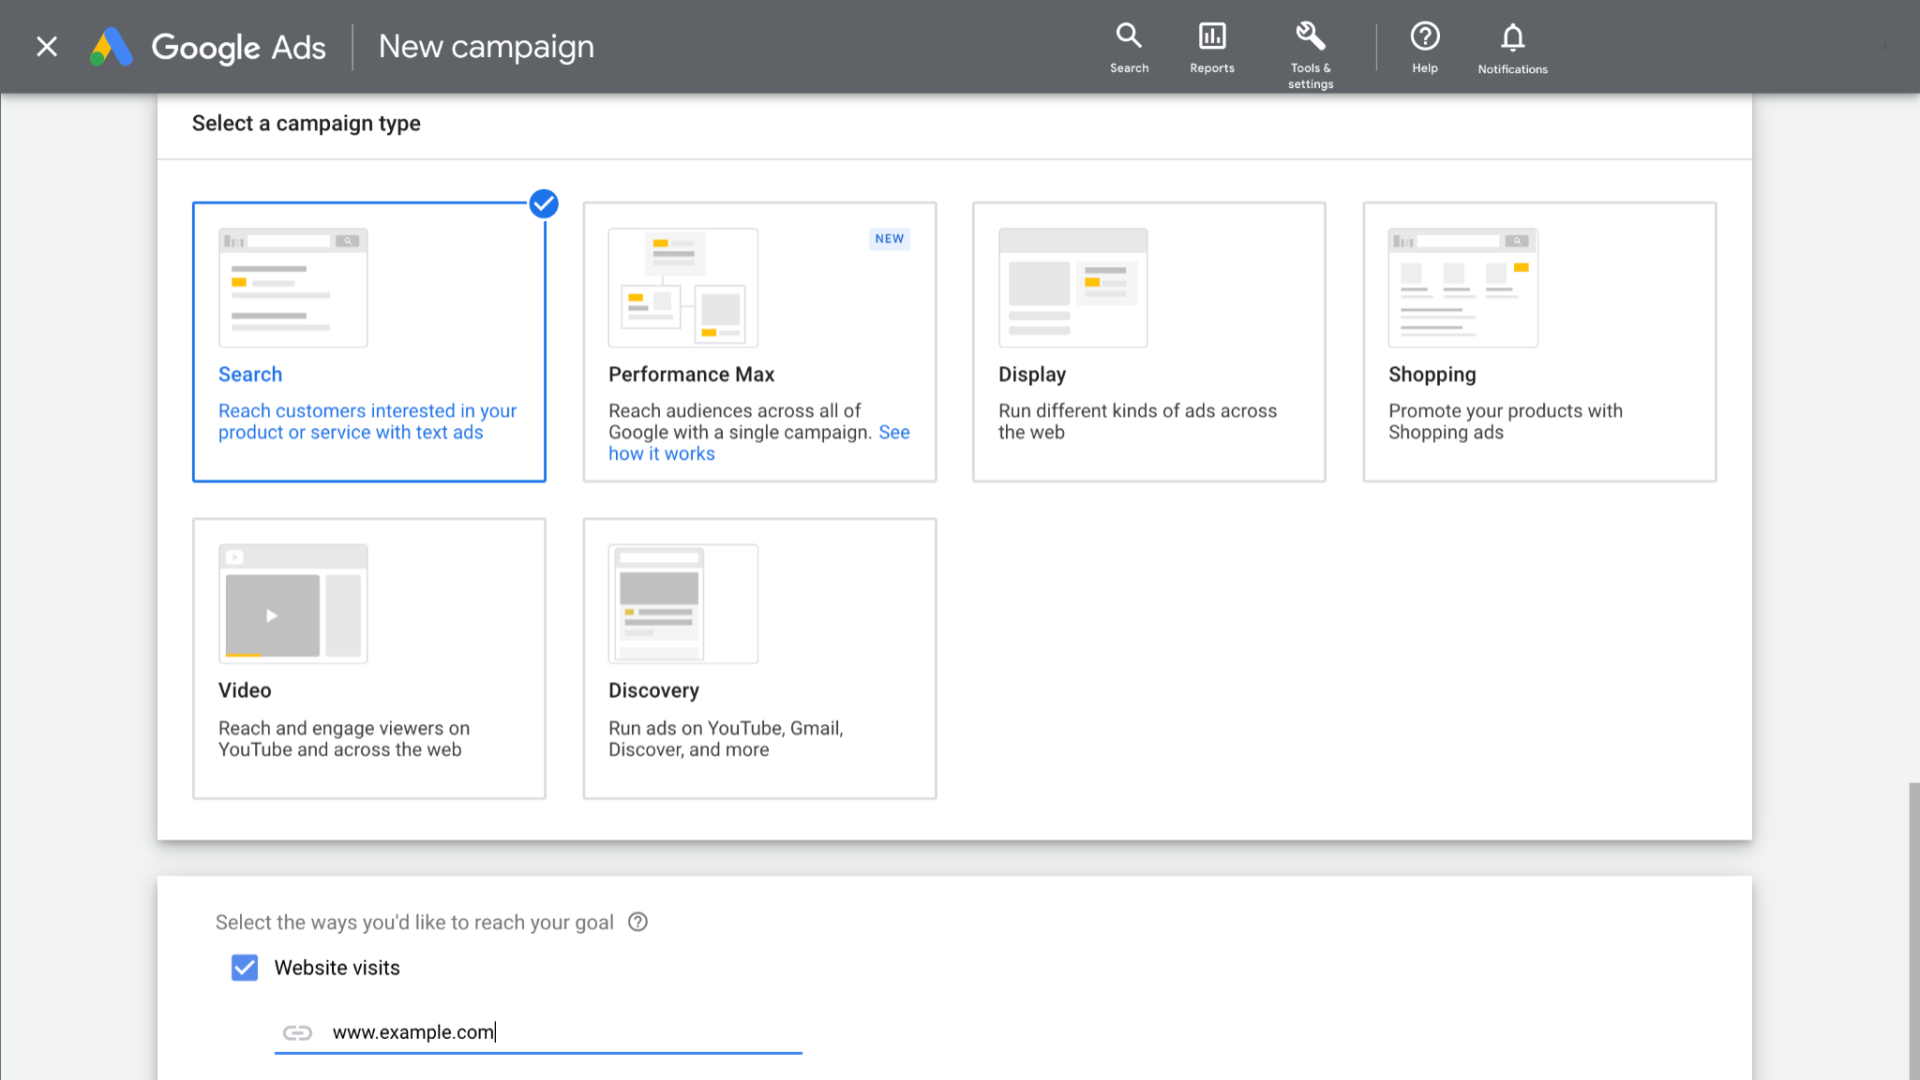 Google Ads
New campaign
Search
Reports
Tools &
settings
Help
Notifications
Select a campaign type
Search
Reach customers interested in your
product or service with text ads
NEW
Performance Max
Reach audiences across all of
Google with a single campaign. See
how it works
Display
Run different kinds of ads across
the web
Shopping
Promote your products with
Shopping ads
Video
Reach and engage viewers on
YouTube and across the web
Discovery
Run ads on YouTube, Gmail,
Discover, and more
Select the ways you'd like to reach your goal
Website visits
www.example.com